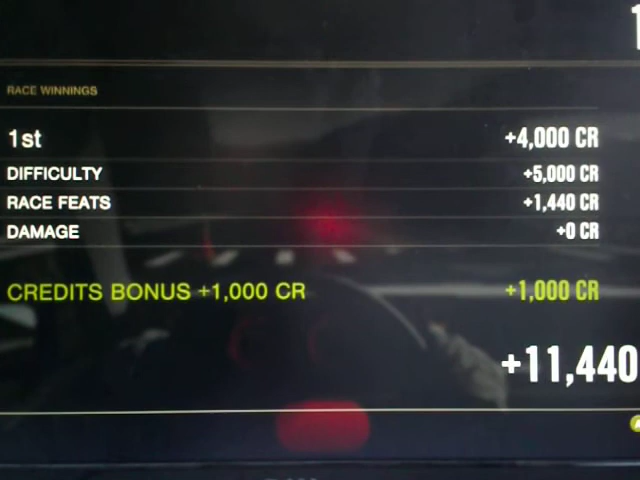 RACE WINNINGS
1st +4,000 CR
DIFFICULTY +5,000 CR
RACE FEATS +1,440 CR
DAMAGE +0 CR
CREDITS BONUS +1,000 CR +1,000 CR
+11,440